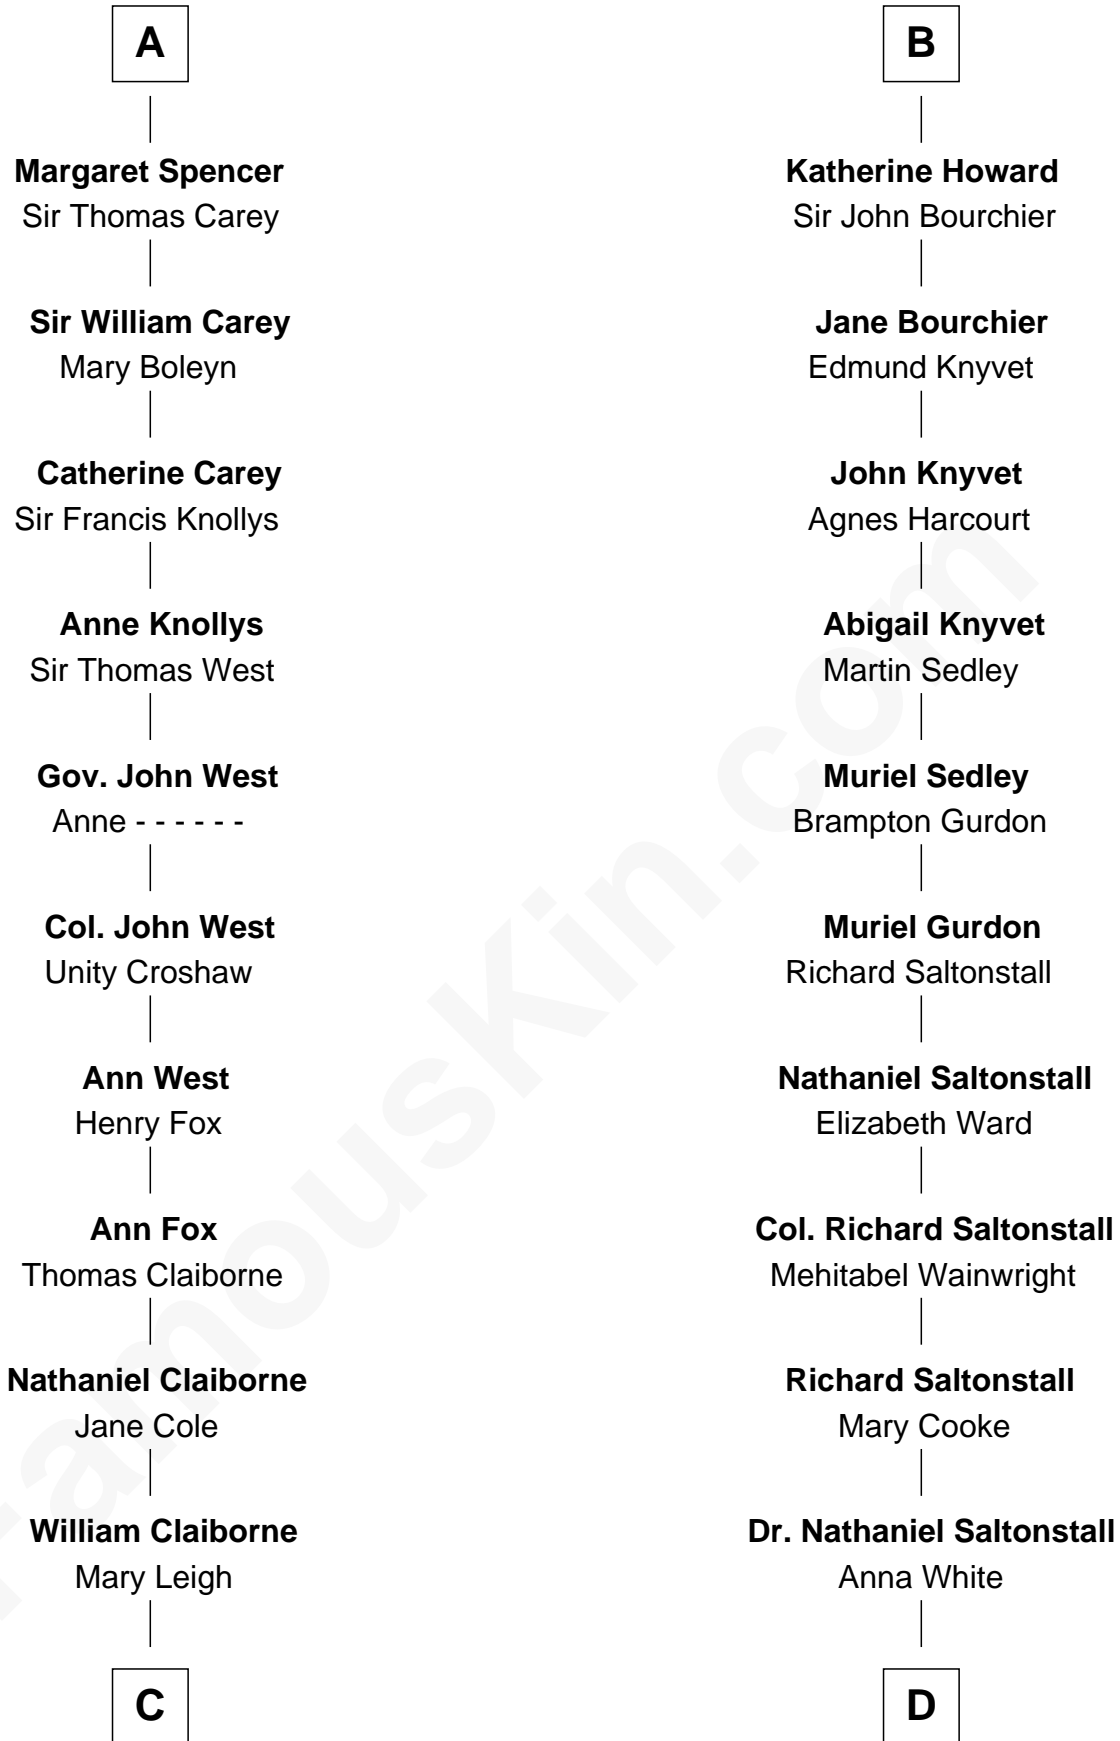 A
Margaret Spencer
Sir Thomas Carey
Sir William Carey
Mary Boleyn
Catherine Carey
Sir Francis Knollys
Anne Knollys
Sir Thomas West
Gov. John West
Anne - - - - - -
Col. John West
Unity Croshaw
Ann West
Henry Fox
Ann Fox
Thomas Claiborne
Nathaniel Claiborne
Jane Cole
William Claiborne
Mary Leigh
C
B
Katherine Howard
Sir John Bourchier
Jane Bourchier
Edmund Knyvet
John Knyvet
Agnes Harcourt
Abigail Knyvet
Martin Sedley
Muriel Sedley
Brampton Gurdon
Muriel Gurdon
Richard Saltonstall
Nathaniel Saltonstall
Elizabeth Ward
Col. Richard Saltonstall
Mehitabel Wainwright
Richard Saltonstall
Mary Cooke
Dr. Nathaniel Saltonstall
Anna White
D
FamousKin.com